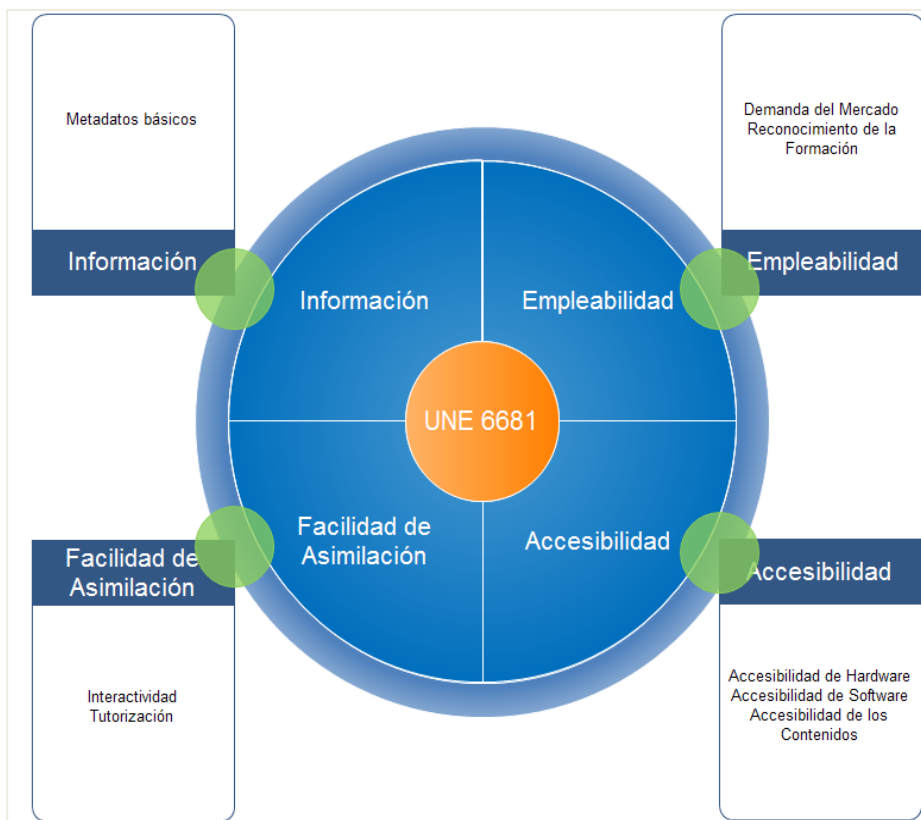 Metadatos básicos
Información
Demanda del Mercado
Reconocimiento de la
Formación
Empleabilidad
Información
Empleabilidad
UNE 6681
Facilidad de
Asimilación
Accesibilidad
Facilidad de
Asimilación
Interactividad
Tutorización
Accesibilidad
Accesibilidad de Hardware
Accesibilidad de Software
Accesibilidad de los
Contenidos